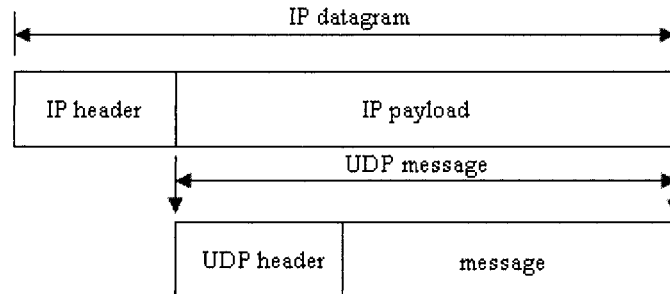 IP datagram
IP header IP payload
UDP message
UDP header message